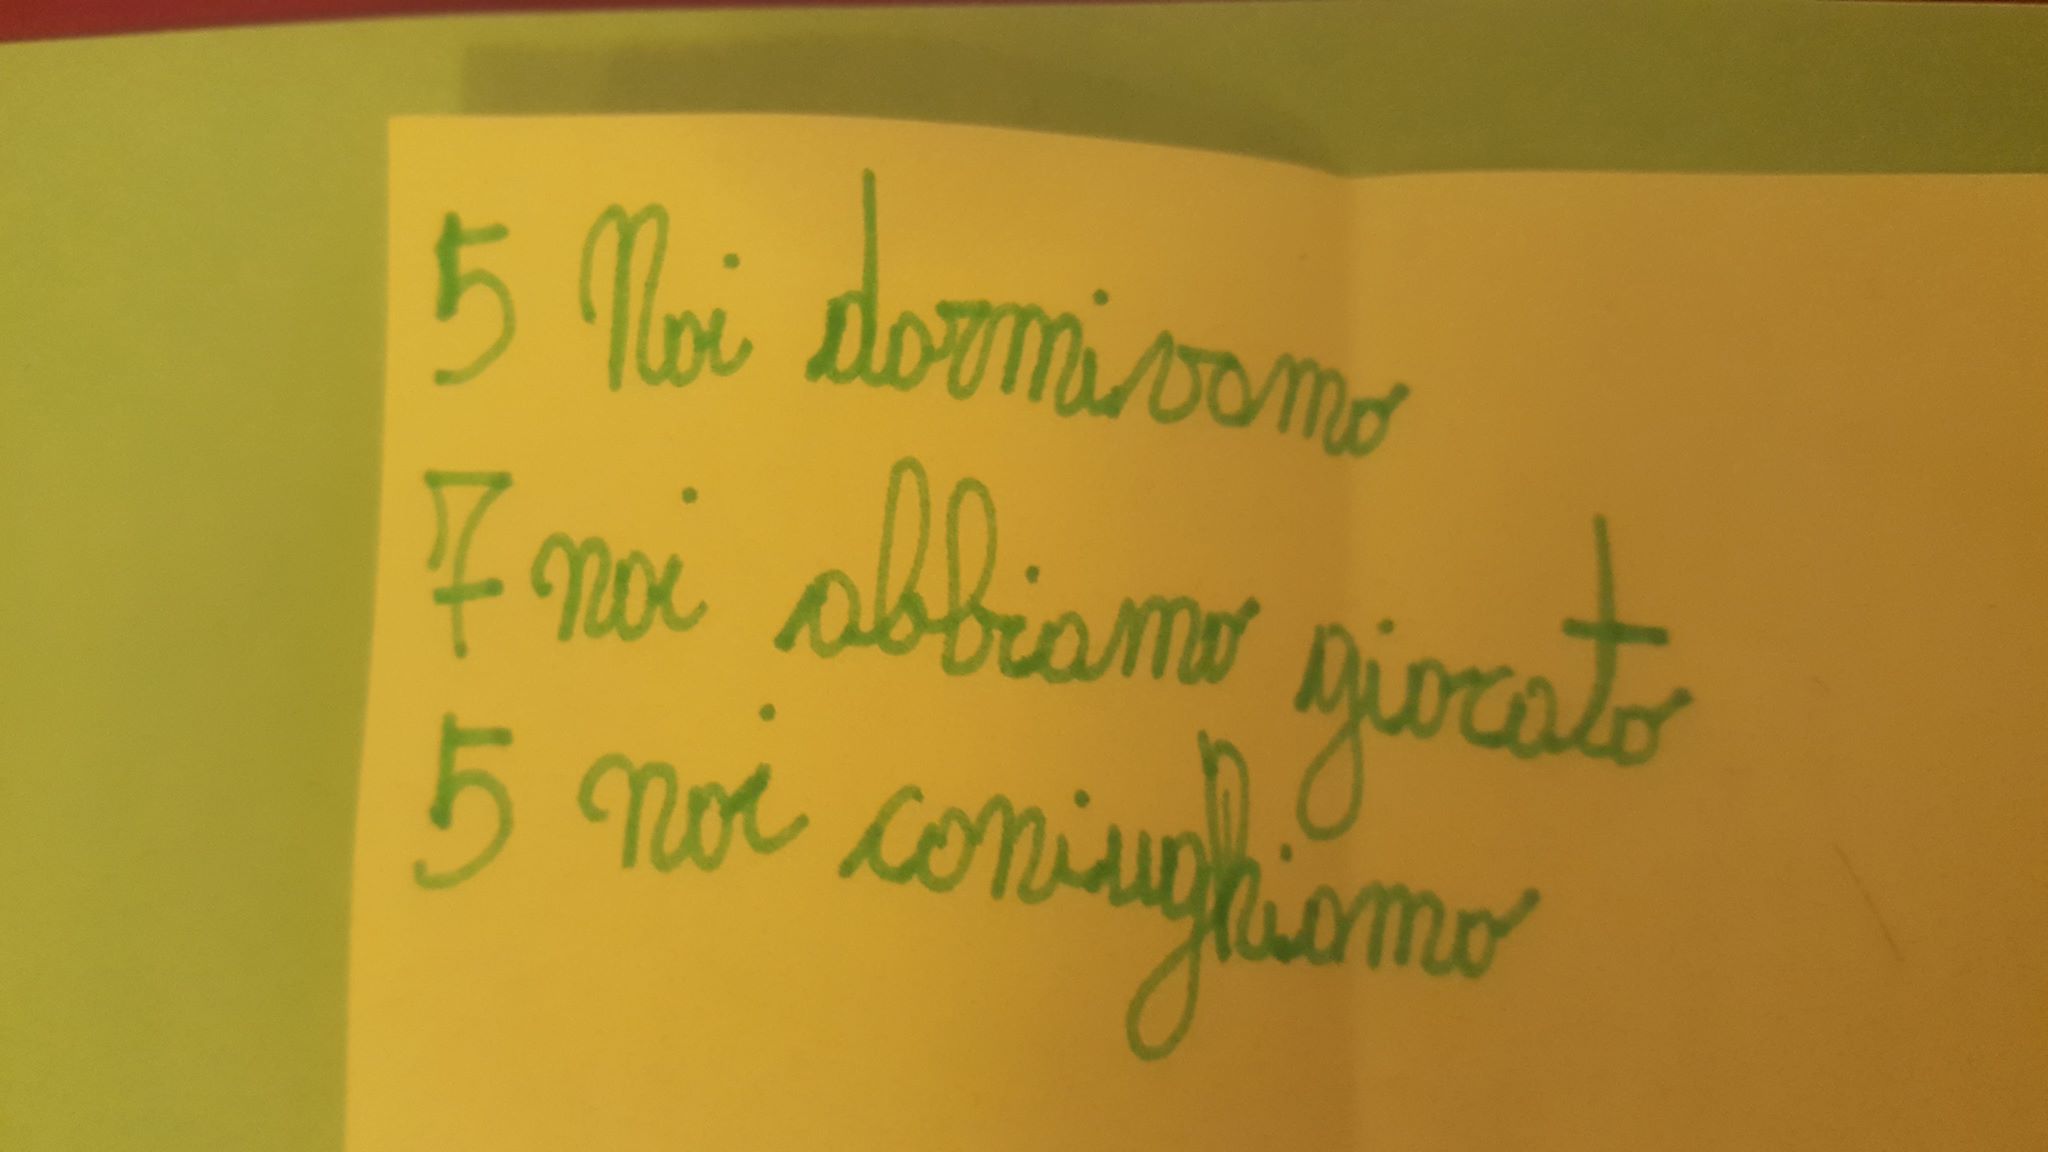 5 Noi dormivamo
7 noi abbiamo giocato
5 noi coniughiamo